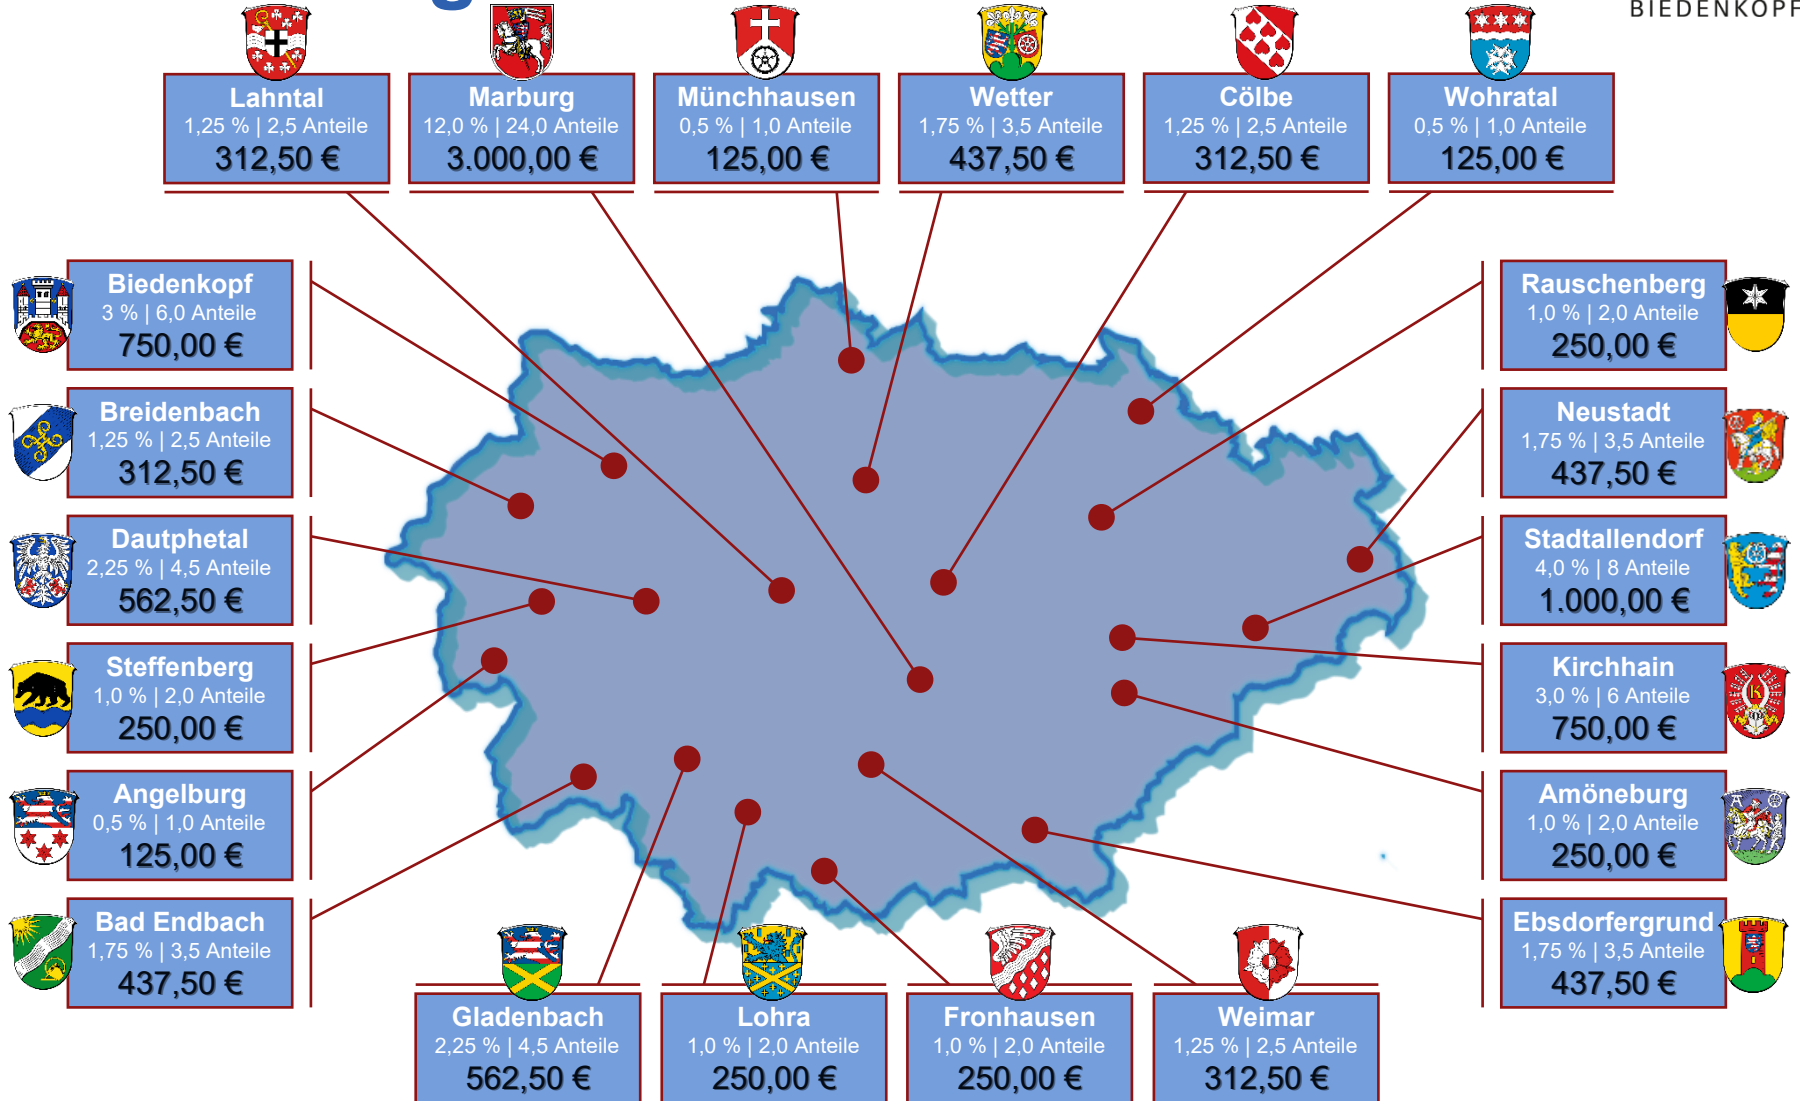 BIEDENKOPF
Lahntal
1,25 % | 2,5 Anteile
312,50 €
Marburg
12,0 % | 24,0 Anteile
3.000,00 €
Münchhausen
0,5 % | 1,0 Anteile
125,00 €
Wetter
1,75 % | 3,5 Anteile
437,50 €
Cölbe
1,25 % | 2,5 Anteile
312,50 €
Wohratal
0,5 % | 1,0 Anteile
125,00 €
Biedenkopf
3 % | 6,0 Anteile
750,00 €
Breidenbach
1,25 % | 2,5 Anteile
312,50 €
Dautphetal
2,25 % | 4,5 Anteile
562,50 €
Steffenberg
1,0 % | 2,0 Anteile
250,00 €
Angelburg
0,5 % | 1,0 Anteile
125,00 €
Bad Endbach
1,75 % | 3,5 Anteile
437,50 €
Rauschenberg
1,0 % | 2,0 Anteile
250,00 €
Neustadt
1,75 % | 3,5 Anteile
437,50 €
Stadtallendorf
4,0 % | 8 Anteile
1.000,00 €
Kirchhain
3,0 % | 6 Anteile
750,00 €
K
Amöneburg
1,0 % | 2,0 Anteile
250,00 €
A
Ebsdorfergrund
1,75 % | 3,5 Anteile
437,50 €
Gladenbach
2,25 % | 4,5 Anteile
562,50 €
Lohra
1,0 % | 2,0 Anteile
250,00 €
Fronhausen
1,0 % | 2,0 Anteile
250,00 €
Weimar
1,25 % | 2,5 Anteile
312,50 €